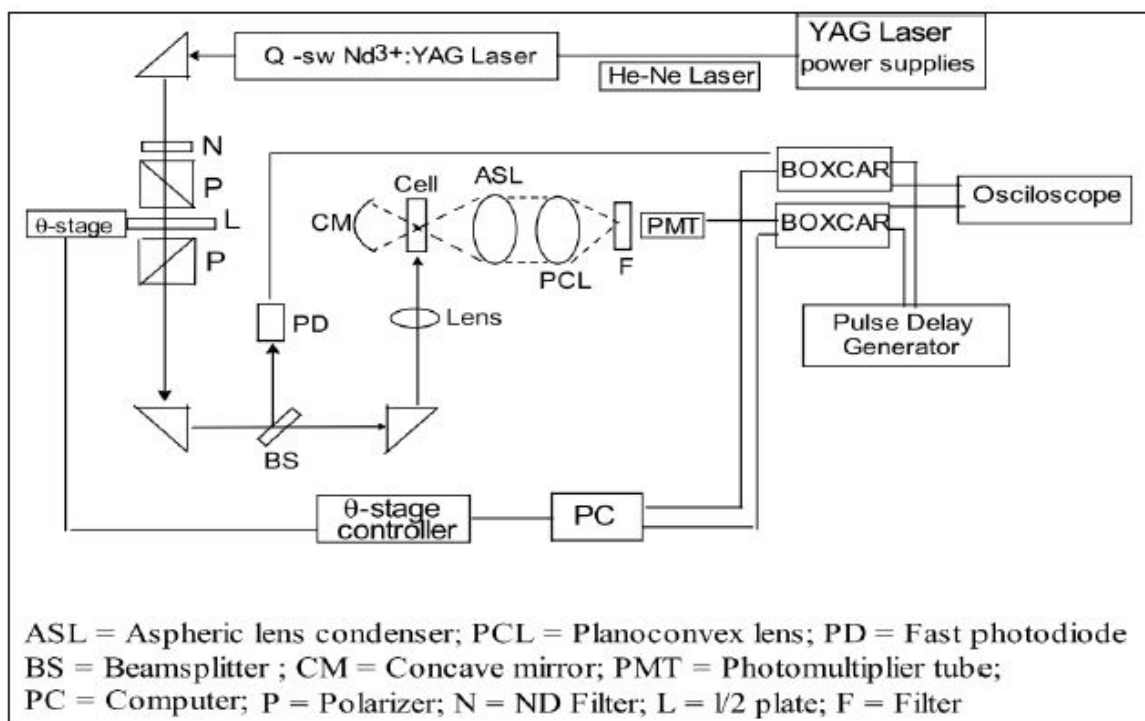 Q -sw Nd3+:YAG Laser
YAG Laser
power supplies
He-Ne Laser
N
P
θ-stage
L
P
CM
Cell
ASL
PCL
F
PMT
BOXCAR
BOXCAR
Osciloscope
Pulse Delay
Generator
PD
Lens
BS
θ-stage
controller
PC
ASL = Aspheric lens condenser; PCL = Planoconvex lens; PD = Fast photodiode
BS = Beamsplitter ; CM = Concave mirror; PMT = Photomultiplier tube;
PC = Computer; P = Polarizer; N = ND Filter; L = l/2 plate; F = Filter